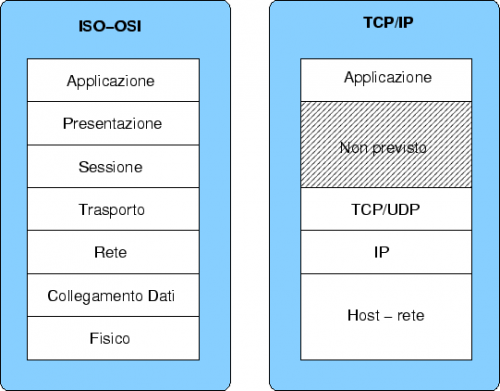 ISO–OSI
Applicazione
Presentazione
Sessione
Trasporto
Rete
Collegamento Dati
Fisico
TCP/IP
Applicazione
Non previsto
TCP/UDP
IP
Host – rete